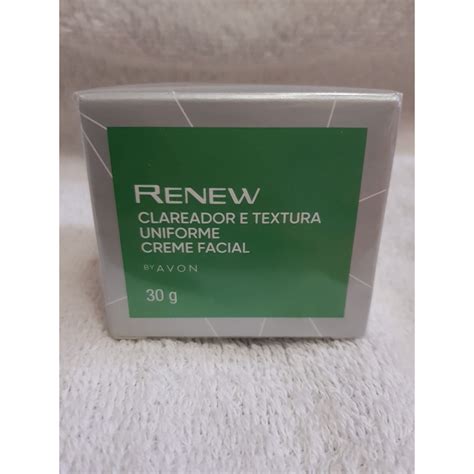 RENEW
CLAREADOR E TEXTURA
UNIFORME
CREME FACIAL
BY AVON
30 g